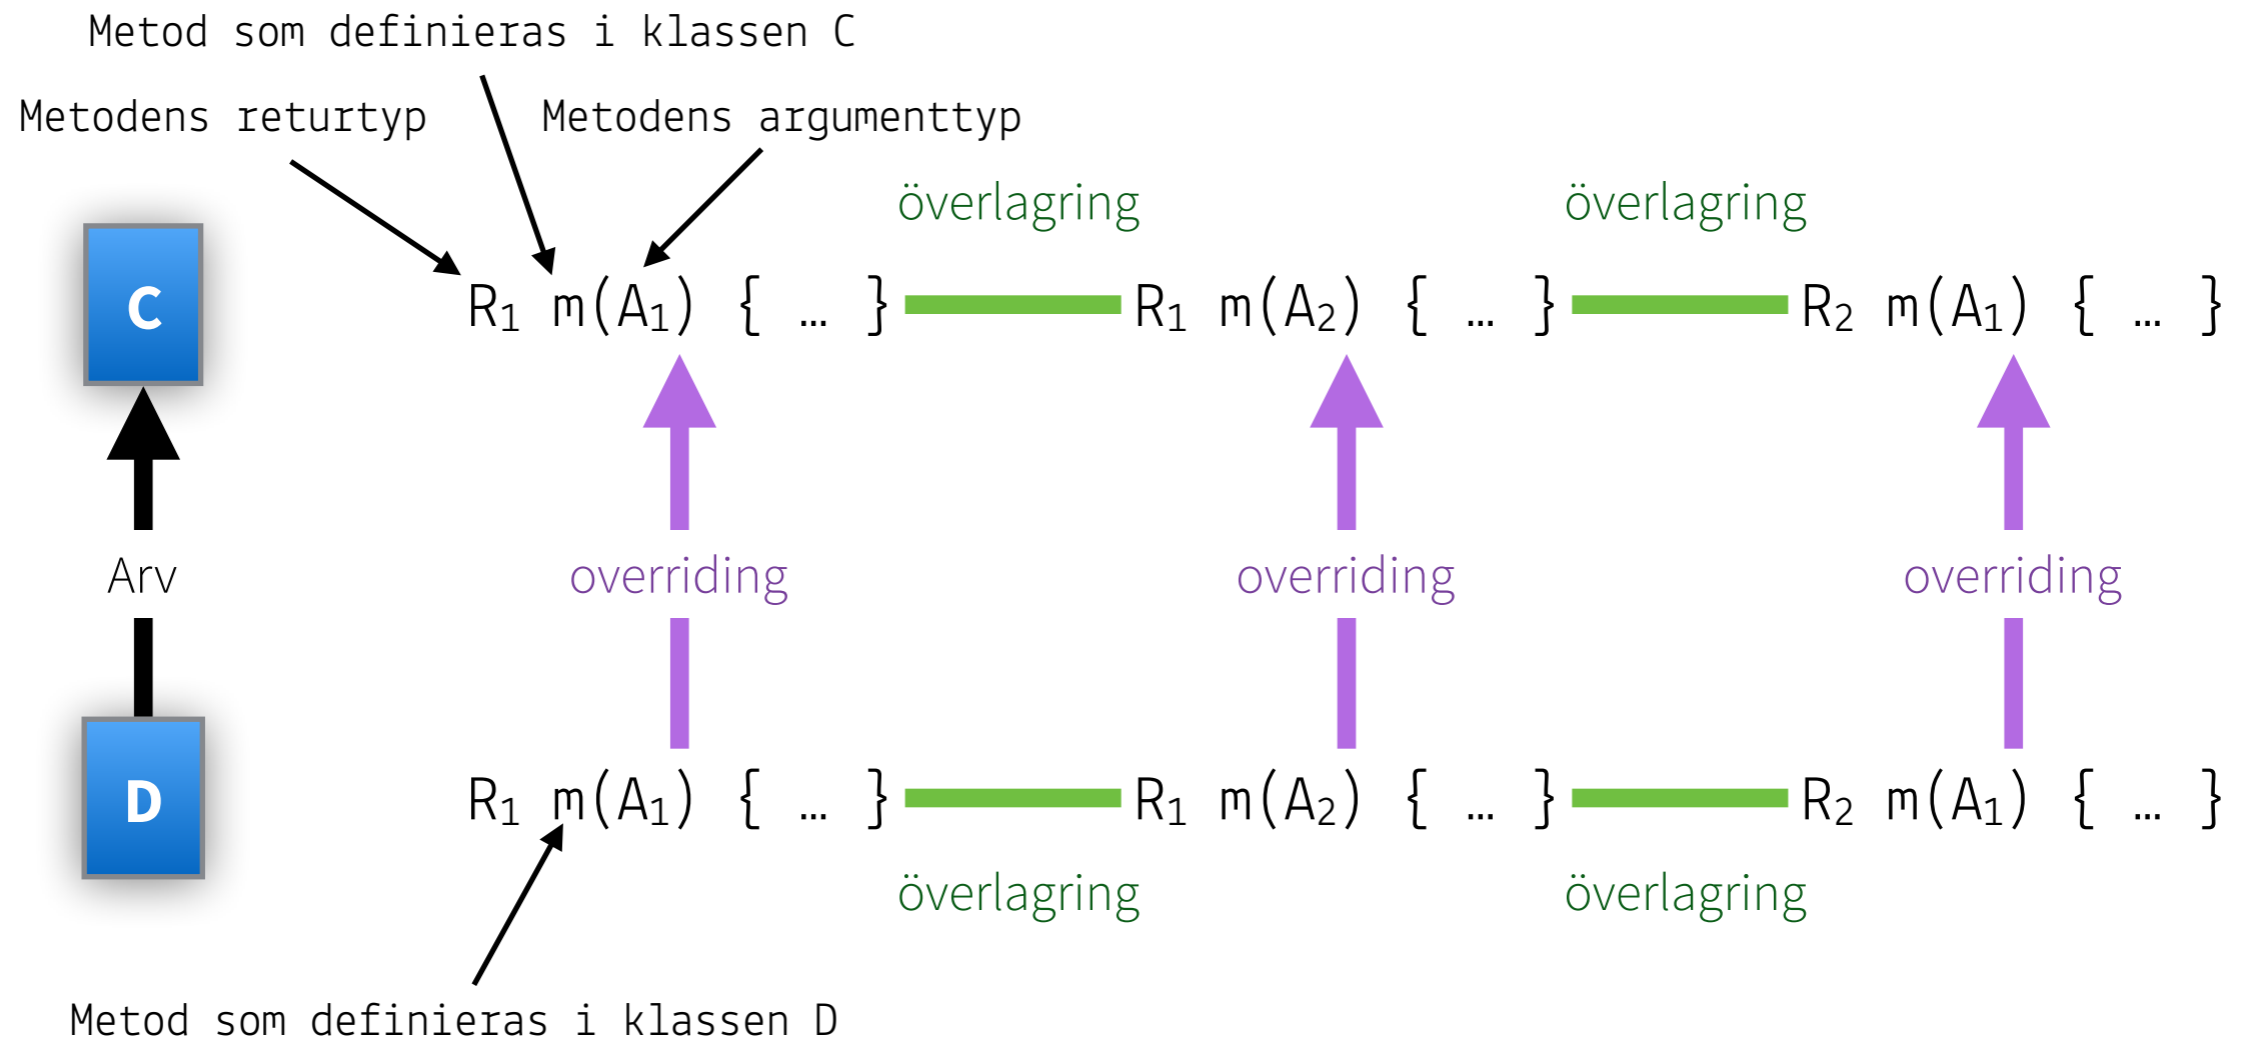 Metod som definieras i klassen C
Metodens returtyp Metodens argumenttyp
överlagring överlagring
C R₁ m(A₁) { … } R₁ m(A₂) { … } R₂ m(A₁) { … }
Arv overriding overriding overriding
D R₁ m(A₁) { … } R₁ m(A₂) { … } R₂ m(A₁) { … }
överlagring överlagring
Metod som definieras i klassen D